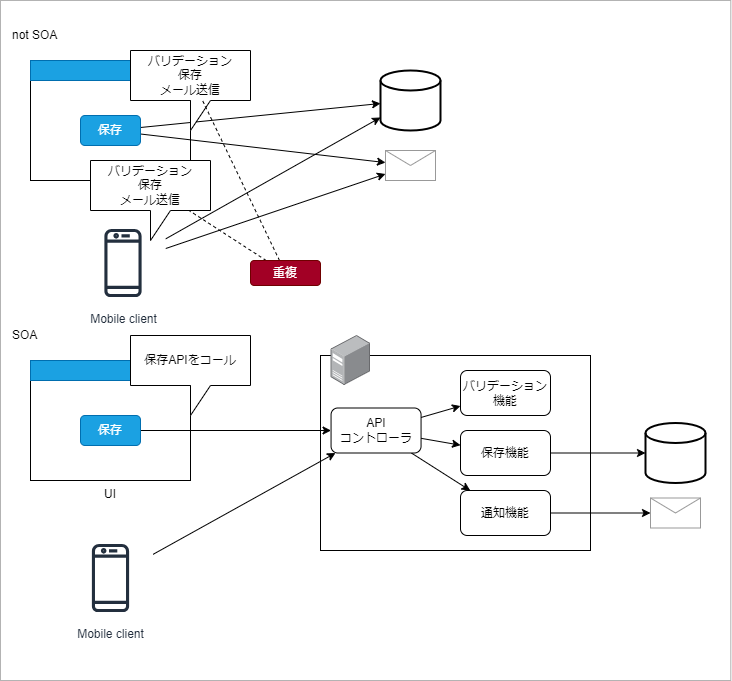 not SOA
バリデーション
保存
メール送信
保存
バリデーション
保存
メール送信
重複
Mobile client
SOA
保存APIをコール
保存
UI
API
コントローラ
バリデーション
機能
保存機能
通知機能
Mobile client